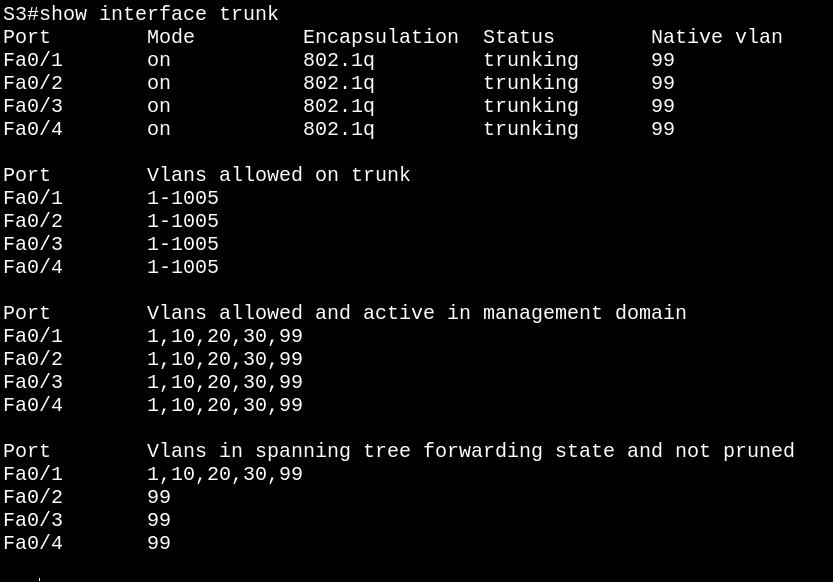 S3#show interface trunk
Port        Mode         Encapsulation  Status        Native vlan
Fa0/1       on           802.1q         trunking      99
Fa0/2       on           802.1q         trunking      99
Fa0/3       on           802.1q         trunking      99
Fa0/4       on           802.1q         trunking      99

Port        Vlans allowed on trunk
Fa0/1       1-1005
Fa0/2       1-1005
Fa0/3       1-1005
Fa0/4       1-1005

Port        Vlans allowed and active in management domain
Fa0/1       1,10,20,30,99
Fa0/2       1,10,20,30,99
Fa0/3       1,10,20,30,99
Fa0/4       1,10,20,30,99

Port        Vlans in spanning tree forwarding state and not pruned
Fa0/1       1,10,20,30,99
Fa0/2       99
Fa0/3       99
Fa0/4       99